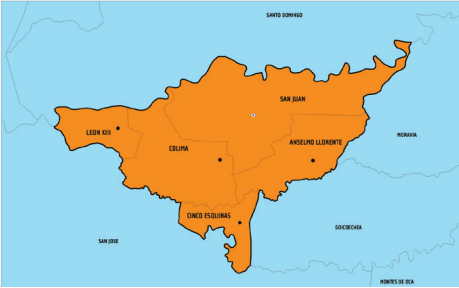 SANTO DOMINGO
SAN JUAN
LEON XIII
MORAVIA
ANSELMO LLORENTE
COLIMA
CINCO ESQUINAS
GOICOECHEA
SAN JOSE
MONTES DE OCA